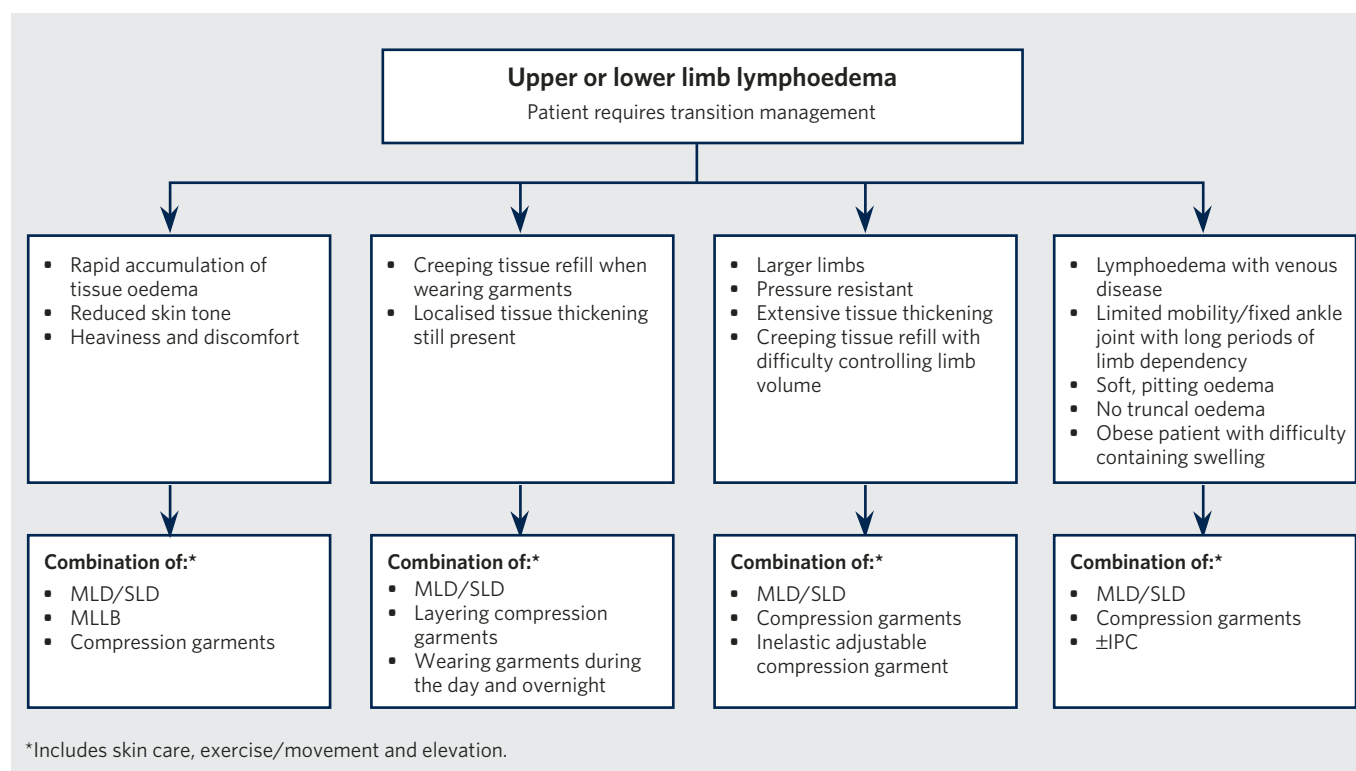 Upper or lower limb lymphoedema
Patient requires transition management
▪ Rapid accumulation of
tissue oedema
▪ Reduced skin tone
▪ Heaviness and discomfort
▪ Creeping tissue refill when
wearing garments
▪ Localised tissue thickening
still present
▪ Larger limbs
▪ Pressure resistant
▪ Extensive tissue thickening
▪ Creeping tissue refill with
difficulty controlling limb
volume
▪ Lymphoedema with venous
disease
▪ Limited mobility/fixed ankle
joint with long periods of
limb dependency
▪ Soft, pitting oedema
▪ No truncal oedema
▪ Obese patient with difficulty
containing swelling
Combination of:*
▪ MLD/SLD
▪ MLLB
▪ Compression garments
Combination of:*
▪ MLD/SLD
▪ Layering compression
garments
▪ Wearing garments during
the day and overnight
Combination of:*
▪ MLD/SLD
▪ Compression garments
▪ Inelastic adjustable
compression garment
Combination of:*
▪ MLD/SLD
▪ Compression garments
▪ ±IPC
*Includes skin care, exercise/movement and elevation.